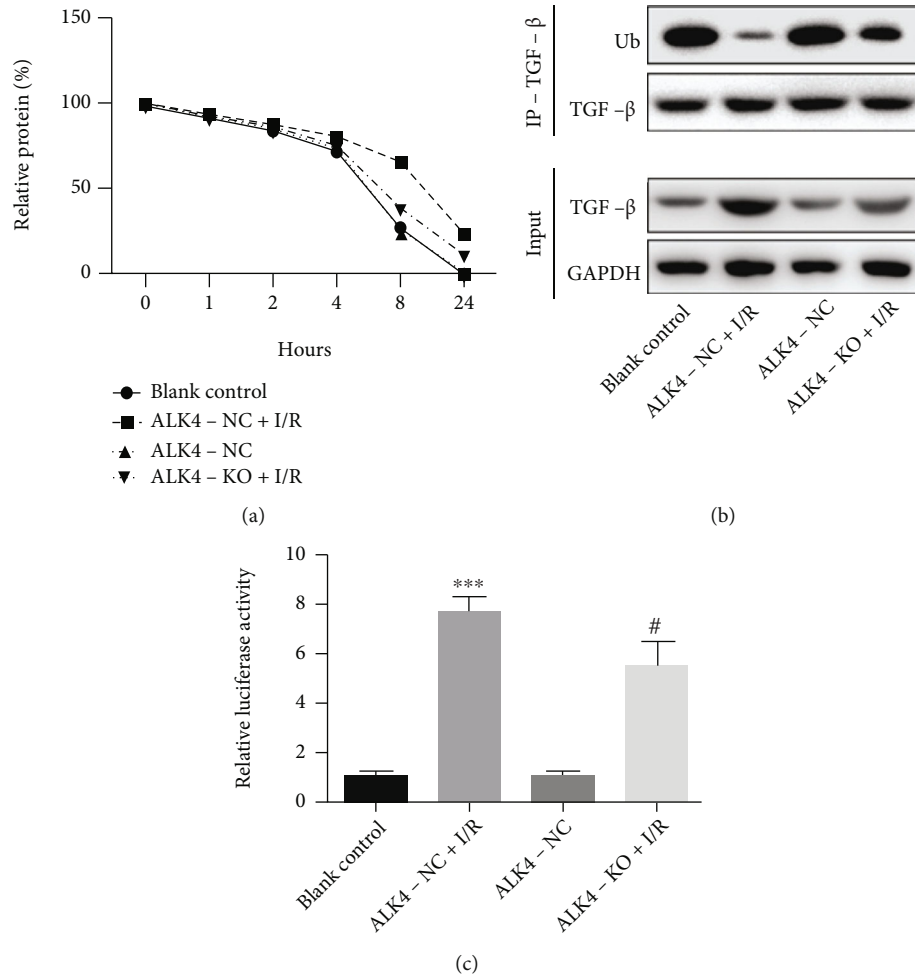 150
100
50
0
Relative protein (%)
0 1 2 4 8 24
Hours
Blank control
ALK4 – NC + I/R
ALK4 – NC
ALK4 – KO + I/R
(a)
IP – TGF – β
Ub
TGF –β
Input
TGF –β
GAPDH
Blank control
ALK4 – NC + I/R
ALK4 – NC
ALK4 – KO + I/R
(b)
10
8
6
4
2
0
Relative luciferase activity
***
#
Blank control
ALK4 – NC + I/R
ALK4 – NC
ALK4 – KO + I/R
(c)